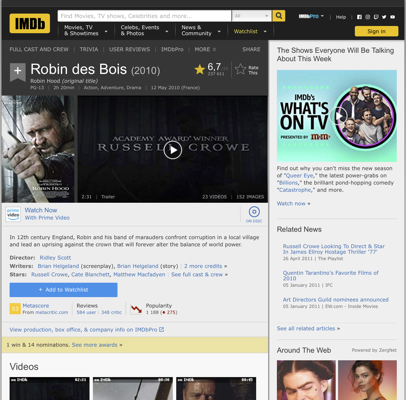 IMDb
Find Movies, TV shows, Celebrities and more...
All
IMDbPro
Help
Movies, TV
& Showtimes
Celebs, Events
& Photos
News &
Community
Watchlist
Sign in
FULL CAST AND CREW | TRIVIA | USER REVIEWS | IMDbPro | MORE
SHARE
Robin des Bois (2010)
Robin Hood (original title)
PG-13 | 2h 20min | Action, Adventure, Drama | 12 May 2010 (France)
6,7
Rate
This
ROBIN HOOD
ACADEMY AWARD WINNER
RUSSELL CROWE
2:31 | Trailer
23 VIDEOS | 152 IMAGES
prime video
Watch Now
With Prime Video
ON DISC
In 12th century England, Robin and his band of marauders confront corruption in a local village
and lead an uprising against the crown that will forever alter the balance of world power.
Director: Ridley Scott
Writers: Brian Helgeland (screenplay), Brian Helgeland (story) | 2 more credits »
Stars: Russell Crowe, Cate Blanchett, Matthew Macfadyen | See full cast & crew »
+ Add to Watchlist
Metascore
From metacritic.com
Reviews
584 user | 348 critic
Popularity
1 188 (275)
View production, box office, & company info on IMDbPro
1 win & 14 nominations. See more awards »
Videos
The Shows Everyone Will Be Talking
About This Week
IMDb's
WHAT'S
ON TV
PRESENTED BY M&M'S
Find out why you can't miss the new season
of "Queer Eye," the latest power-grabs on
"Billions," the brilliant pond-hopping comedy
"Catastrophe," and more.
Watch now »
Related News
Russell Crowe Looking To Direct & Star
In James Ellroy Hostage Thriller '77'
26 April 2011 | The Playlist
Quentin Tarantino's Favorite Films of
2010
05 January 2011 | IFC
Art Directors Guild nominees announced
05 January 2011 | EW.com - Inside Movies
See all related articles »
Around The Web | Powered by ZergNet